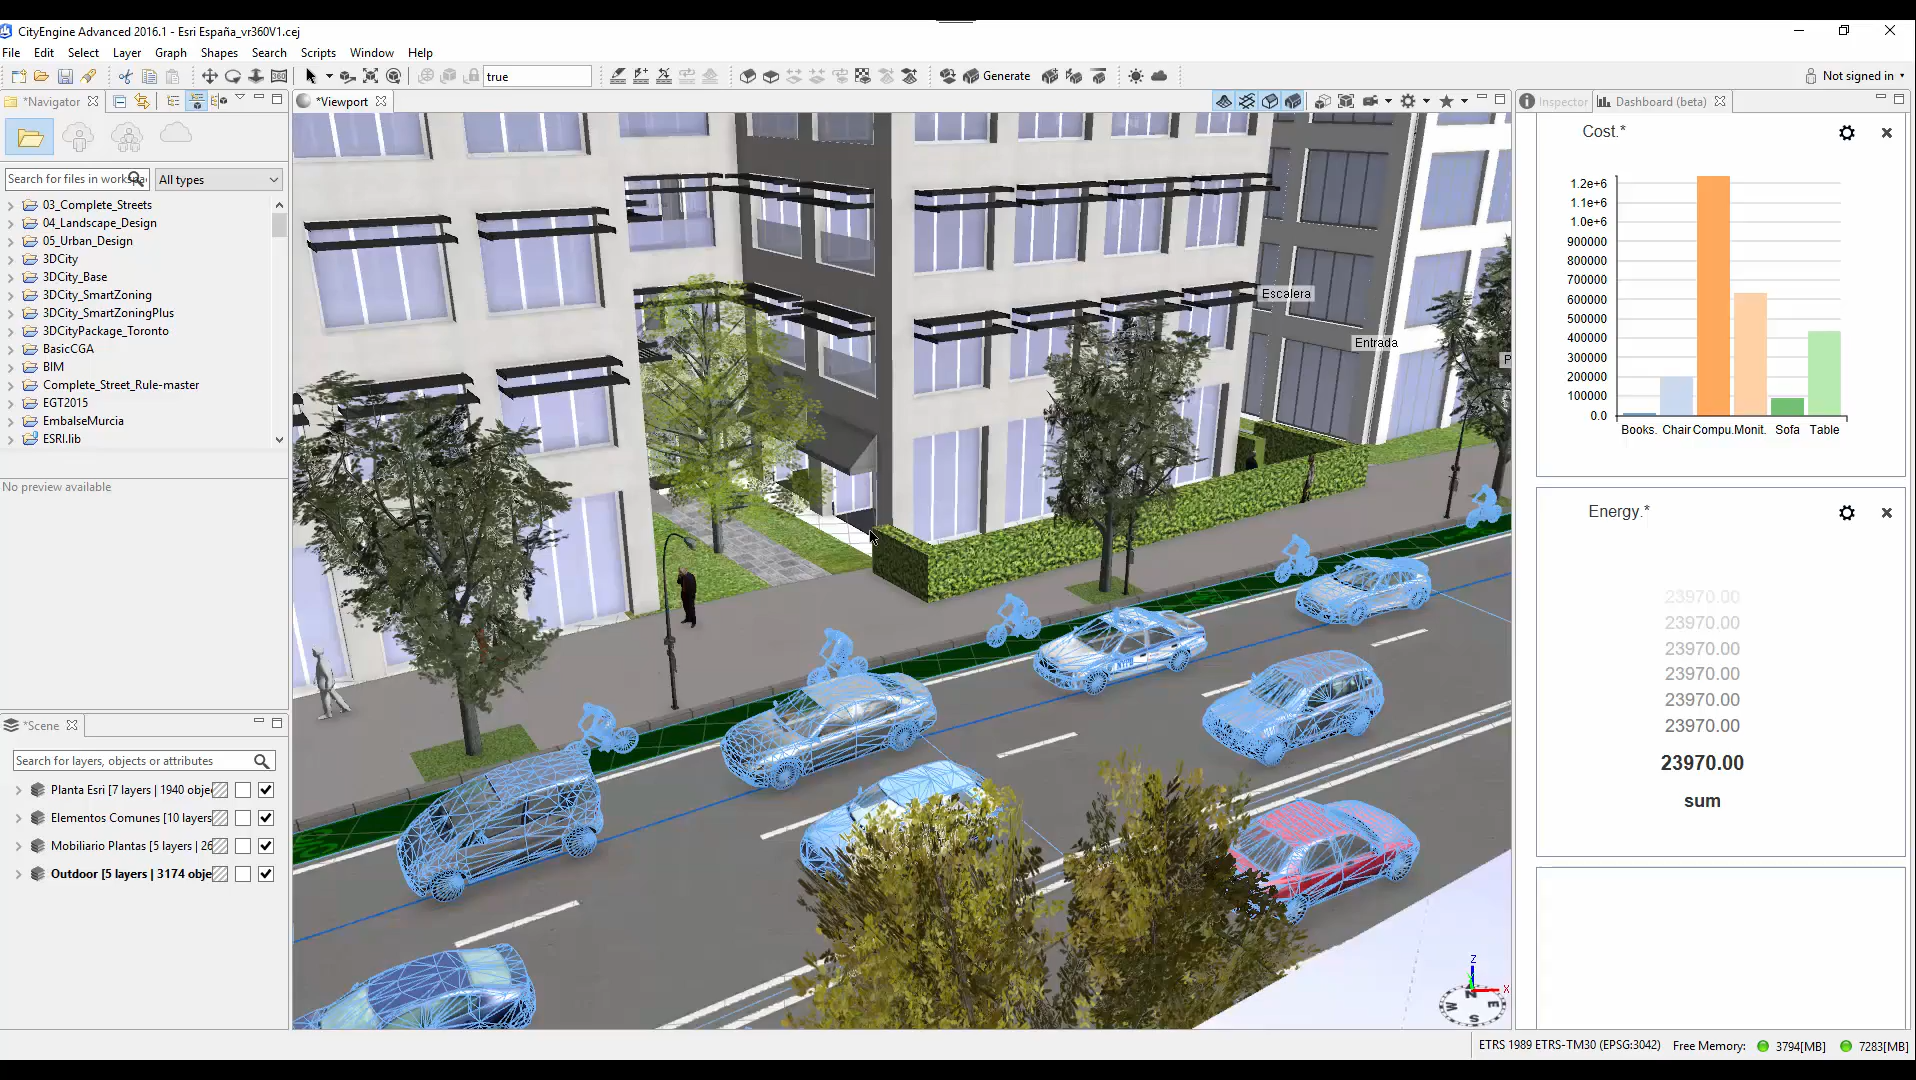 CityEngine Advanced 2016.1 - Esri España_vr360V1.cej
File Edit Select Layer Graph Shapes Search Scripts Window Help
360
true
Generate
Not signed in
*Navigator
*Viewport
Inspector
Dashboard (beta)
Search for files in workspa
All types
03_Complete_Streets
04_Landscape_Design
05_Urban_Design
3DCity
3DCity_Base
3DCity_SmartZoning
3DCity_SmartZoningPlus
3DCityPackage_Toronto
BasicCGA
BIM
Complete_Street_Rule-master
EGT2015
EmbalseMurcia
ESRI.lib
No preview available
*Scene
Search for layers, objects or attributes
Planta Esri [7 layers | 1940 obje
Elementos Comunes [10 layers
Mobiliario Plantas [5 layers | 26
Outdoor [5 layers | 3174 obje
Escalera
Entrada
P
Z
X
N
E
S
W
Cost.*
1.2e+6
1.1e+6
1.0e+6
900000
800000
700000
600000
500000
400000
300000
200000
100000
0.0
Books. Chair Compu. Monit. Sofa Table
Energy.*
23970.00
23970.00
23970.00
23970.00
23970.00
23970.00
23970.00
sum
ETRS 1989 ETRS-TM30 (EPSG:3042) Free Memory: 3794[MB] 7283[MB]